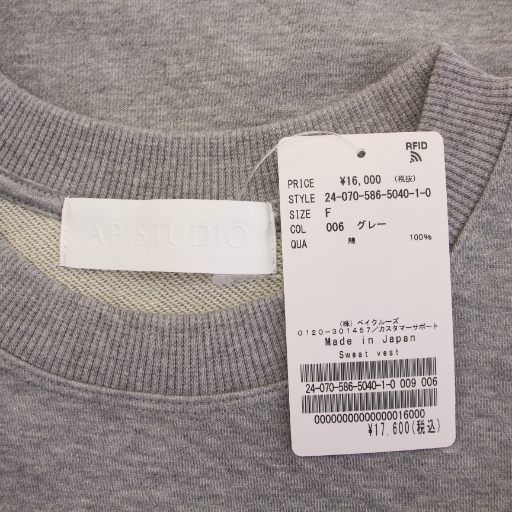 AP STUDIO
RFID
PRICE ¥16,000 (税抜)
STYLE 24-070-586-5040-1-0
SIZE F
COL 006 グレー
QUA 綿 100%
(株)ベイクルーズ
0120-301457/カスタマーサポート
Made in Japan
Sweat vest
24-070-586-5040-1-0 009 006
00000000000000016000
¥17,600(税込)